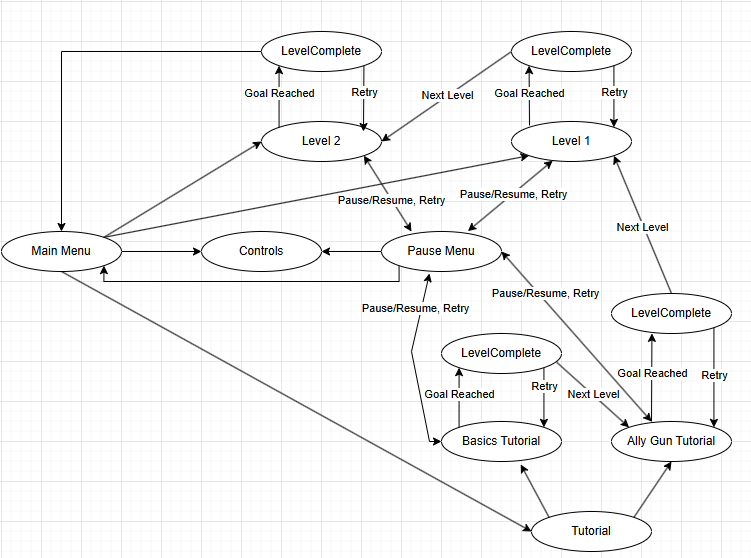 LevelComplete
LevelComplete
Goal Reached
Retry
Next Level
Goal Reached
Retry
Level 2
Level 1
Pause/Resume, Retry
Pause/Resume, Retry
Next Level
Main Menu
Controls
Pause Menu
Pause/Resume, Retry
Pause/Resume, Retry
LevelComplete
LevelComplete
Goal Reached
Retry
Next Level
Goal Reached
Retry
Basics Tutorial
Ally Gun Tutorial
Tutorial